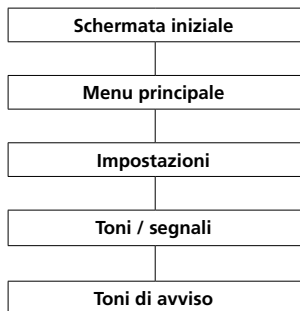 Schermata iniziale
Menu principale
Impostazioni
Toni / segnali
Toni di avviso